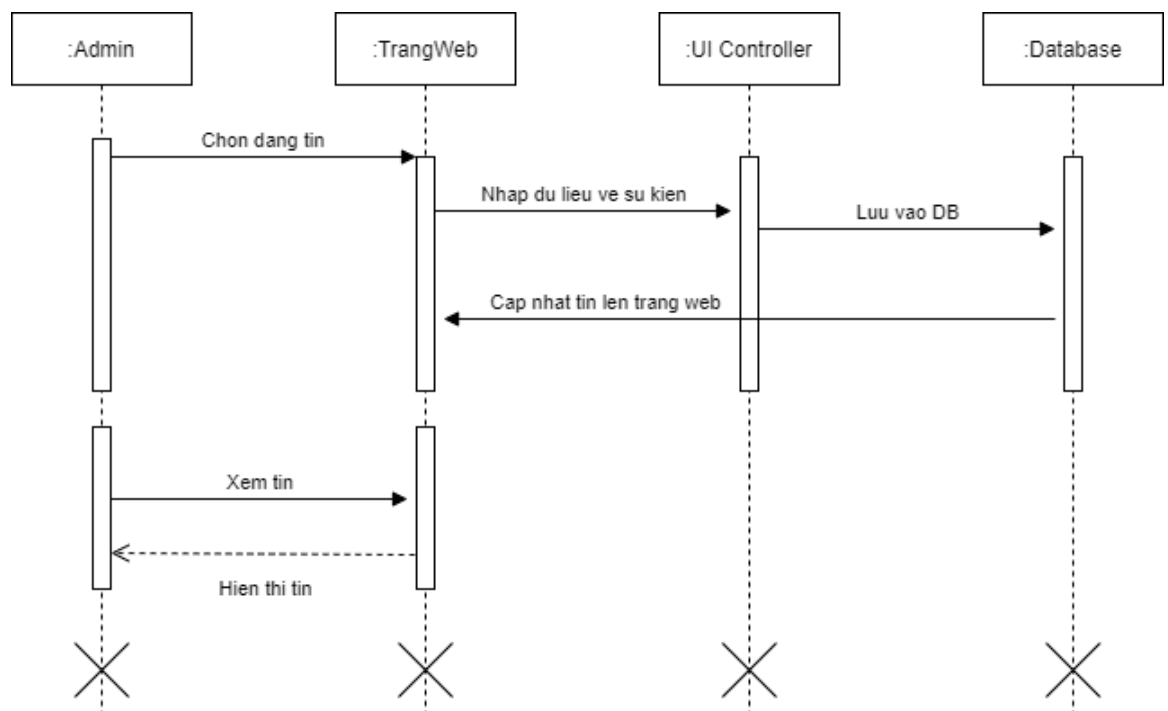 :Admin
:TrangWeb
:UI Controller
:Database
Chon dang tin
Nhap du lieu ve su kien
Luu vao DB
Cap nhat tin len trang web
Xem tin
Hien thi tin